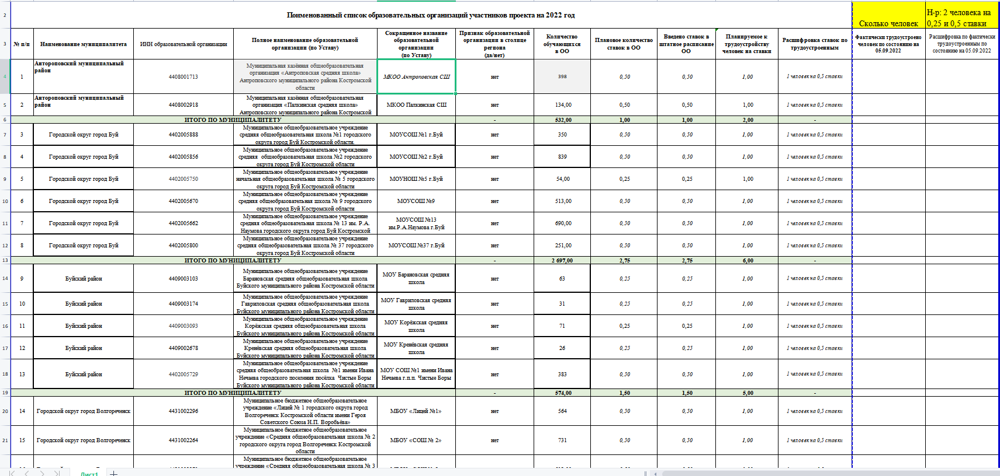 2 Поименованный список образовательных организаций участников проекта на 2022 год Сколько человек Н-р: 2 человека на 0,25 и 0,5 ставки
3 № п/п Наименование муниципалитета ИНН образовательной организации Полное наименование образовательной организации (по Уставу) Сокращенное название образовательной организации (по Уставу) Признак образовательной организации в столице региона (да/нет) Количество обучающихся в ОО Плановое количество ставок в ОО Введено ставок в штатное расписание ОО Планируемое к трудоустройству человек на ставки Расшифровка ставок по трудоустроенным Фактически трудоустроено человек по состоянию на 05.09.2022 Расшифровка по фактически трудоустроенным по состоянию на 05.09.2022
4 1 Антороповский муниципальный район 4408001713 Муниципальная казённая общеобразовательная организация «Антроповская средняя школа» Антроповского муниципального района Костромской области МКОО Антроповская СШ нет 398 0,50 0,50 1,00 1 человек на 0,5 ставки
5 2 Антороповский муниципальный район 4408002918 Муниципальная казённая общеобразовательная организация «Палкинская средняя школа» Антроповского муниципального района Костромской МКОО Палкинская СШ нет 134,00 0,50 0,50 1,00 1 человек на 0,5 ставки
6 ИТОГО ПО МУНИЦИПАЛИТЕТУ - 532,00 1,00 1,00 2,00 -
7 3 Городской округ город Буй 4402005888 Муниципальное общеобразовательное учреждение средняя общеобразовательная школа №1 городского округа город Буй Костромской области. МОУСОШ №1 г.Буй нет 350 0,50 0,50 1,00 1 человек на 0,5 ставки
8 4 Городской округ город Буй 4402005856 Муниципальное общеобразовательное учреждение средняя общеобразовательная школа №2 городского округа город Буй Костромской области МОУСОШ №2 г.Буй нет 839 0,50 0,50 1,00 1 человек на 0,5 ставки
9 5 Городской округ город Буй 4402005750 Муниципальное общеобразовательное учреждение начальная общеобразовательная школа № 5 городского округа город Буй Костромской области МОУНОШ №5 г.Буй нет 54,00 0,25 0,25 1,00 1 человек на 0,5 ставки
10 6 Городской округ город Буй 4402005670 Муниципальное общеобразовательное учреждение средняя общеобразовательная школа № 9 городского округа город Буй Костромской области МОУСОШ №9 нет 513,00 0,50 0,50 1,00 1 человек на 0,5 ставки
11 7 Городской округ город Буй 4402005662 Муниципальное общеобразовательное учреждение средняя общеобразовательная школа № 13 им. Р.А. Наумова городского округа город Буй Костромской МОУСОШ №13 им.Р.А.Наумова г.Буй нет 690,00 0,50 0,50 1,00 1 человек на 0,5 ставки
12 8 Городской округ город Буй 4402005800 Муниципальное общеобразовательное учреждение средняя общеобразовательная школа № 37 городского округа город Буй Костромской области МОУСОШ №37 г.Буй нет 251,00 0,50 0,50 1,00 1 человек на 0,5 ставки
13 ИТОГО ПО МУНИЦИПАЛИТЕТУ - 2 697,00 2,75 2,75 6,00 -
14 9 Буйский район 4409003103 Муниципальное общеобразовательное учреждение Барановская средняя общеобразовательная школа Буйского муниципального района Костромской области МОУ Барановская средняя школа нет 63 0,25 0,25 1,00 1 человек на 0,5 ставки
15 10 Буйский район 4409003174 Муниципальное общеобразовательное учреждение Гавриловская средняя общеобразовательная школа Буйского муниципального района Костромской области МОУ Гавриловская средняя школа нет 31 0,25 0,25 1,00 1 человек на 0,5 ставки
16 11 Буйский район 4409003093 Муниципальное общеобразовательное учреждение Корёжская средняя общеобразовательная школа Буйского муниципального района Костромской области МОУ Корёжская средняя школа нет 71 0,25 0,25 1,00 1 человек на 0,5 ставки
17 12 Буйский район 4409002678 Муниципальное общеобразовательное учреждение Кренёвская средняя общеобразовательная школа Буйского муниципального района Костромской области МОУ Кренёвская средняя школа нет 26 0,25 0,25 1,00 1 человек на 0,5 ставки
18 13 Буйский район 4402005729 Муниципальное общеобразовательное учреждение средняя общеобразовательная школа №1 имени Ивана Нечаева городского поселения посёлка Чистые Боры Буйского муниципального района Костромской области МОУ СОШ №1 имени Ивана Нечаева г.п.п. Чистые Боры нет 383 0,50 0,50 1,00 1 человек на 0,5 ставки
19 ИТОГО ПО МУНИЦИПАЛИТЕТУ - 574,00 1,50 1,50 5,00 -
20 14 Городской округ город Волгореченск 4431002296 Муниципальное бюджетное общеобразовательное учреждение «Лицей № 1 городского округа город Волгореченск Костромской области имени Героя Советского Союза Н.П. Воробьёва» МБОУ «Лицей №1» нет 564 0,50 0,50 1,00 1 человек на 0,5 ставки
21 15 Городской округ город Волгореченск 4431002264 Муниципальное бюджетное общеобразовательное учреждение «Средняя общеобразовательная школа № 2 городского округа город Волгореченск Костромской области МБОУ «СОШ № 2» нет 731 0,50 0,50 1,00 1 человек на 0,5 ставки
Муниципальное бюджетное общеобразовательное учреждение «Средняя общеобразовательная школа № 3
Лист1